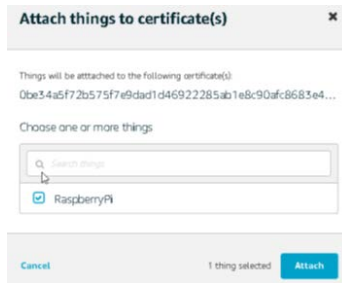 Attach things to certificate(s)
Things will be atttached to the following certificate(s):
0be34a5f72b575f7e9dad1d46922285ab1e8c90afc8683e4...
Choose one or more things
Search things
RaspberryPi
Cancel
1 thing selected
Attach